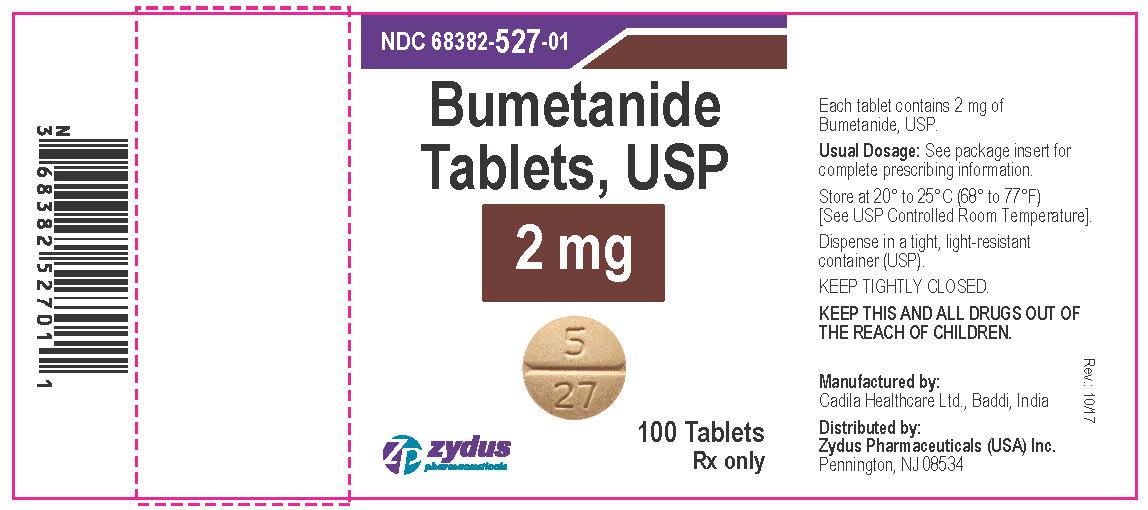 N
3 68382 52701 1
NDC 68382-527-01
Bumetanide
Tablets, USP
2 mg
5
27
zydus
pharmaceuticals
100 Tablets
Rx only
Each tablet contains 2 mg of
Bumetanide, USP.
Usual Dosage: See package insert for
complete prescribing information.
Store at 20° to 25°C (68° to 77°F)
[See USP Controlled Room Temperature].
Dispense in a tight, light-resistant
container (USP).
KEEP TIGHTLY CLOSED.
KEEP THIS AND ALL DRUGS OUT OF
THE REACH OF CHILDREN.
Manufactured by:
Cadila Healthcare Ltd., Baddi, India
Distributed by:
Zydus Pharmaceuticals (USA) Inc.
Pennington, NJ 08534
Rev.: 10/17